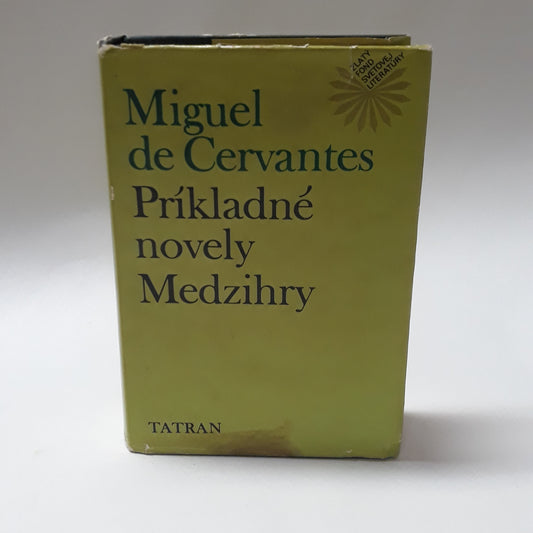 ZLATÝ
FOND
SVETOVEJ
LITERATÚRY
Miguel
de Cervantes
Príkladné
novely
Medzihry
TATRAN